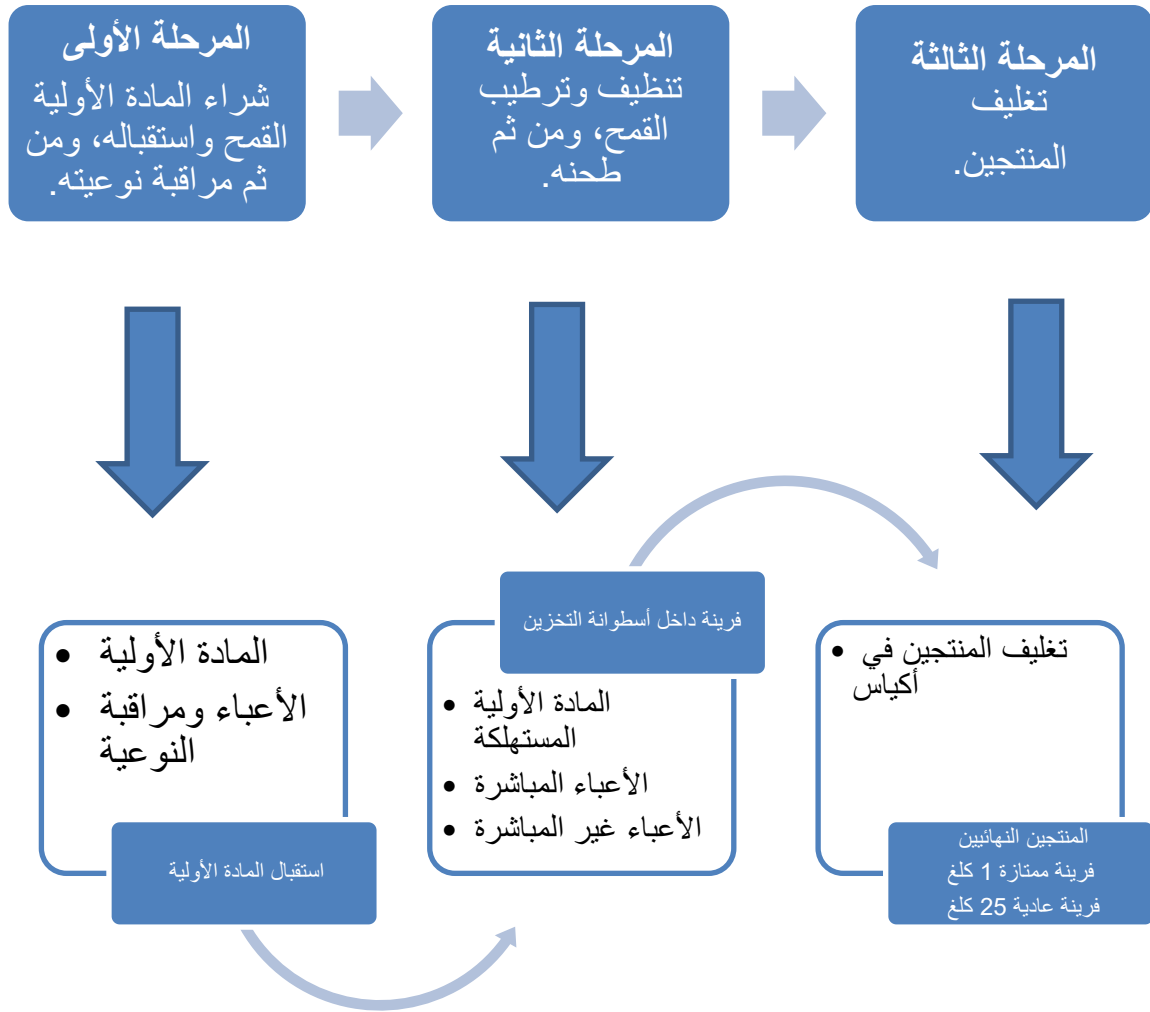 المرحلة الأولى
شراء المادة الأولية
القمح واستقباله، ومن
ثم مراقبة نوعيته.
المرحلة الثانية
تنظيف وترطيب
القمح، ومن ثم
طحنه.
المرحلة الثالثة
تغليف
المنتجين.
• المادة الأولية
• الأعباء ومراقبة
النوعية
استقبال المادة الأولية
فرينة داخل أسطوانة التخزين
• المادة الأولية
المستهلكة
• الأعباء المباشرة
• الأعباء غير المباشرة
• تغليف المنتجين في
أكياس
المنتجين النهائيين
فرينة ممتازة 1 كلغ
فرينة عادية 25 كلغ